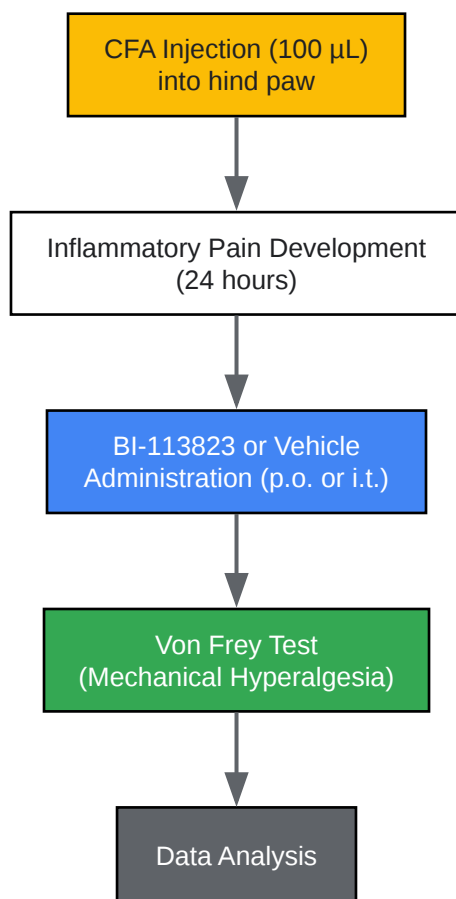 CFA Injection (100 µL)
into hind paw
Inflammatory Pain Development
(24 hours)
BI-113823 or Vehicle
Administration (p.o. or i.t.)
Von Frey Test
(Mechanical Hyperalgesia)
Data Analysis